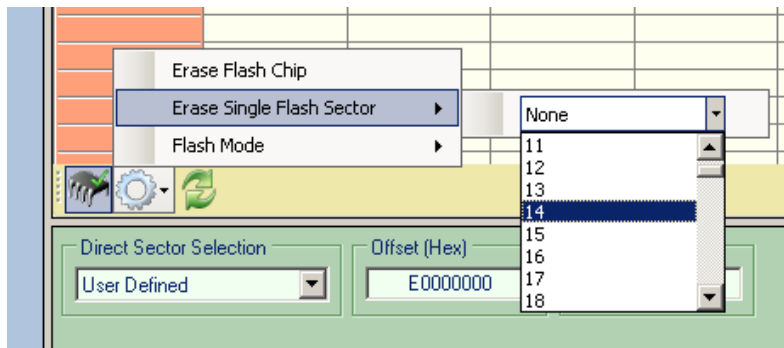 Erase Flash Chip
Erase Single Flash Sector
None
Flash Mode
11
12
13
14
15
16
17
18
Direct Sector Selection
Offset (Hex)
User Defined
E0000000